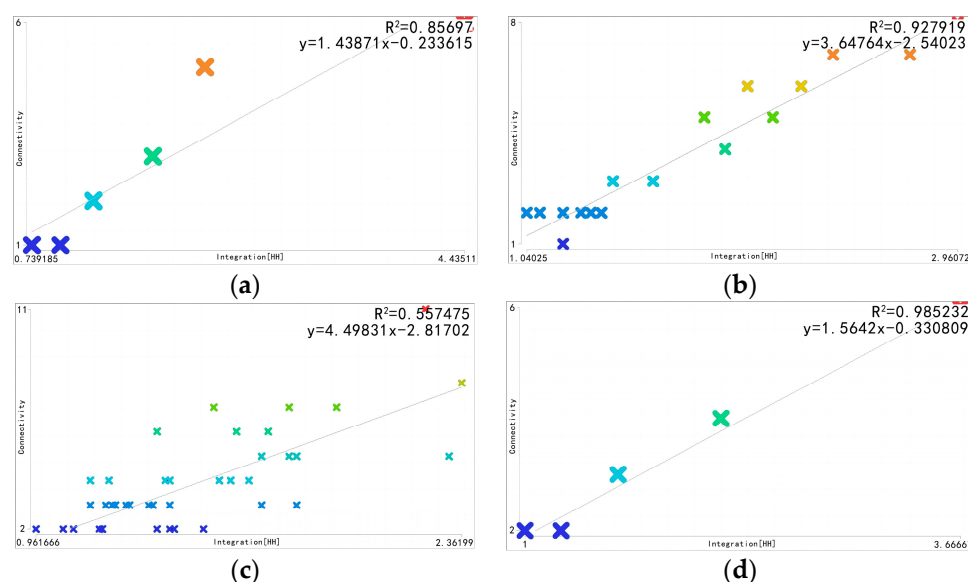 6
R²=0.85697
y=1.43871x-0.233615
Connectivity
1
0.739185
Integration[HH]
4.43511
(a)
8
R²=0.927919
y=3.64764x-2.54023
Connectivity
1
1.04025
Integration[HH]
2.96072
(b)
11
R²=0.557475
y=4.49831x-2.81702
Connectivity
2
0.961666
Integration[HH]
2.36199
(c)
6
R²=0.985232
y=1.5642x-0.330809
Connectivity
2
1
Integration[HH]
3.66667
(d)